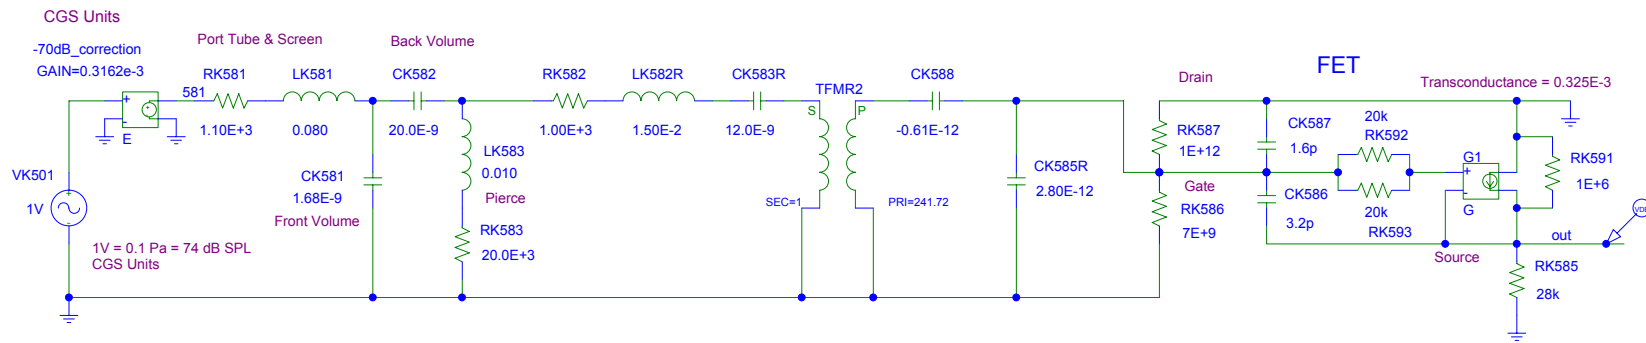 CGS Units
-70dB_correction
GAIN=0.3162e-3
581
E
VK501
1V
+
-
1V = 0.1 Pa = 74 dB SPL
CGS Units
Port Tube & Screen
RK581
1.10E+3
LK581
0.080
Back Volume
CK582
20.0E-9
CK581
1.68E-9
Front Volume
LK583
0.010
Pierce
RK583
20.0E+3
RK582
1.00E+3
LK582R
1.50E-2
CK583R
12.0E-9
TFMR2
S
P
SEC=1
PRI=241.72
CK588
-0.61E-12
CK585R
2.80E-12
Drain
RK587
1E+12
Gate
RK586
7E+9
CK587
1.6p
CK586
3.2p
FET
Transconductance = 0.325E-3
20k
RK592
20k
RK593
G1
+
-
G
RK591
1E+6
Source
out
RK585
28k